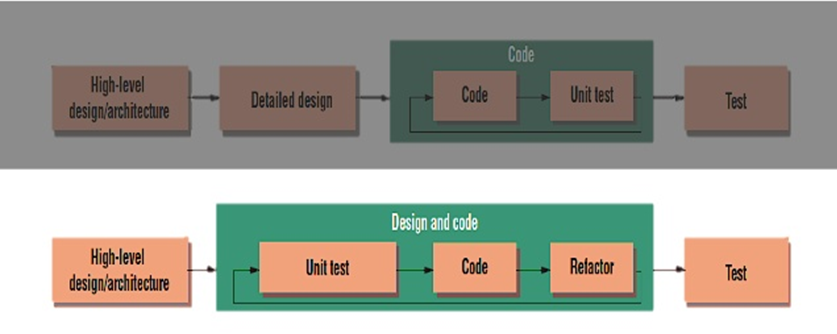 Code
High-level
design/architecture
Detailed design
Code
Unit test
Test
Design and code
High-level
design/architecture
Unit test
Code
Refactor
Test